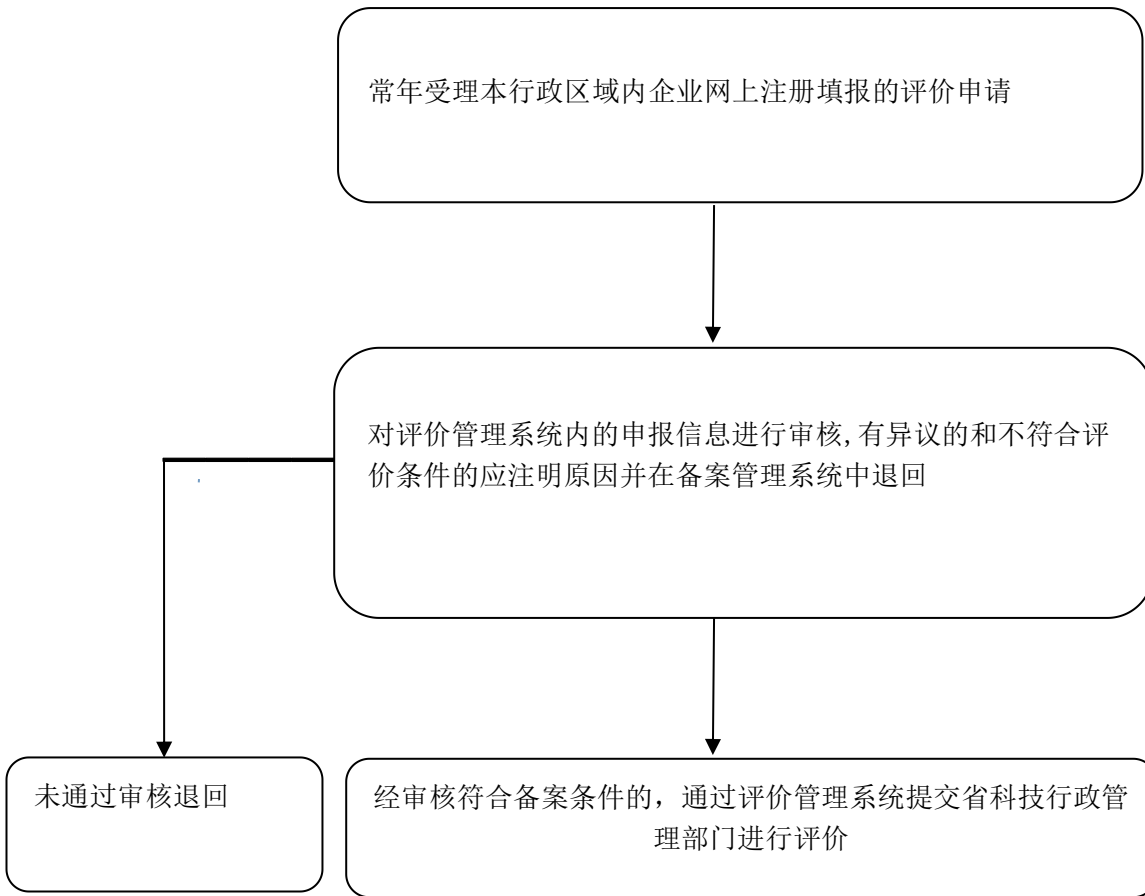 常年受理本行政区域内企业网上注册填报的评价申请
对评价管理系统内的申报信息进行审核,有异议的和不符合评
价条件的应注明原因并在备案管理系统中退回
未通过审核退回
经审核符合备案条件的，通过评价管理系统提交省科技行政管
理部门进行评价